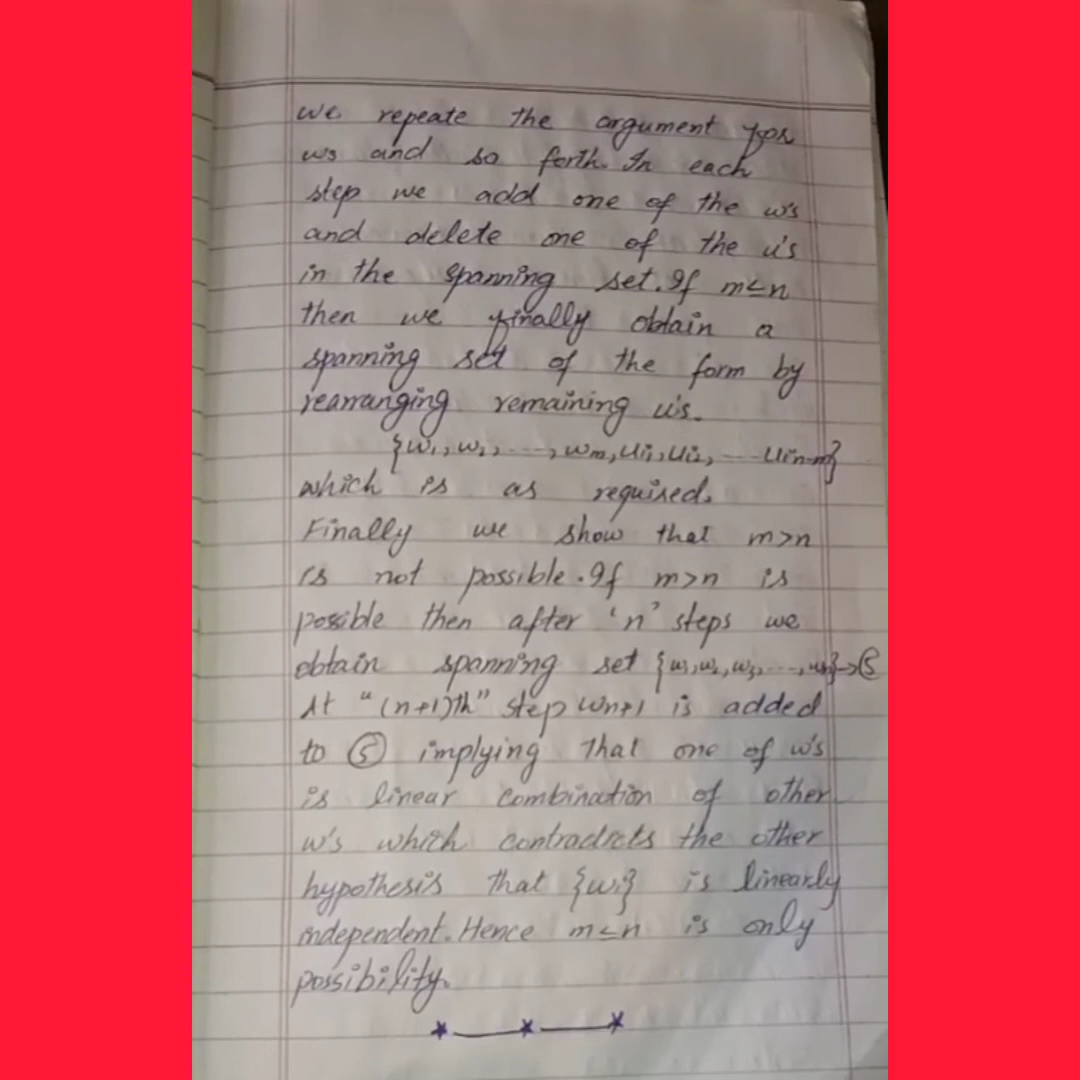 we repeate the argument for
w₃ and so forth. In each
step we add one of the w's
and delete one of the u's
in the spanning set. If m≤n
then we finally obtain a
spanning set of the form by
rearranging remaining u's.
{w₁, w₂, ----, wm, ui₁, ui₂, ---- uin-m}
which is as required.
Finally we show that m>n
is not possible. If m>n is
possible then after 'n' steps we
obtain spanning set {w₁, w₂, w₃, ----, wn}→⑤
At "(n+1)th" step wn+1 is added
to ⑤ implying that one of w's
is linear combination of other
w's which contradicts the other
hypothesis that {wi} is linearly
independent. Hence m≤n is only
possibility.